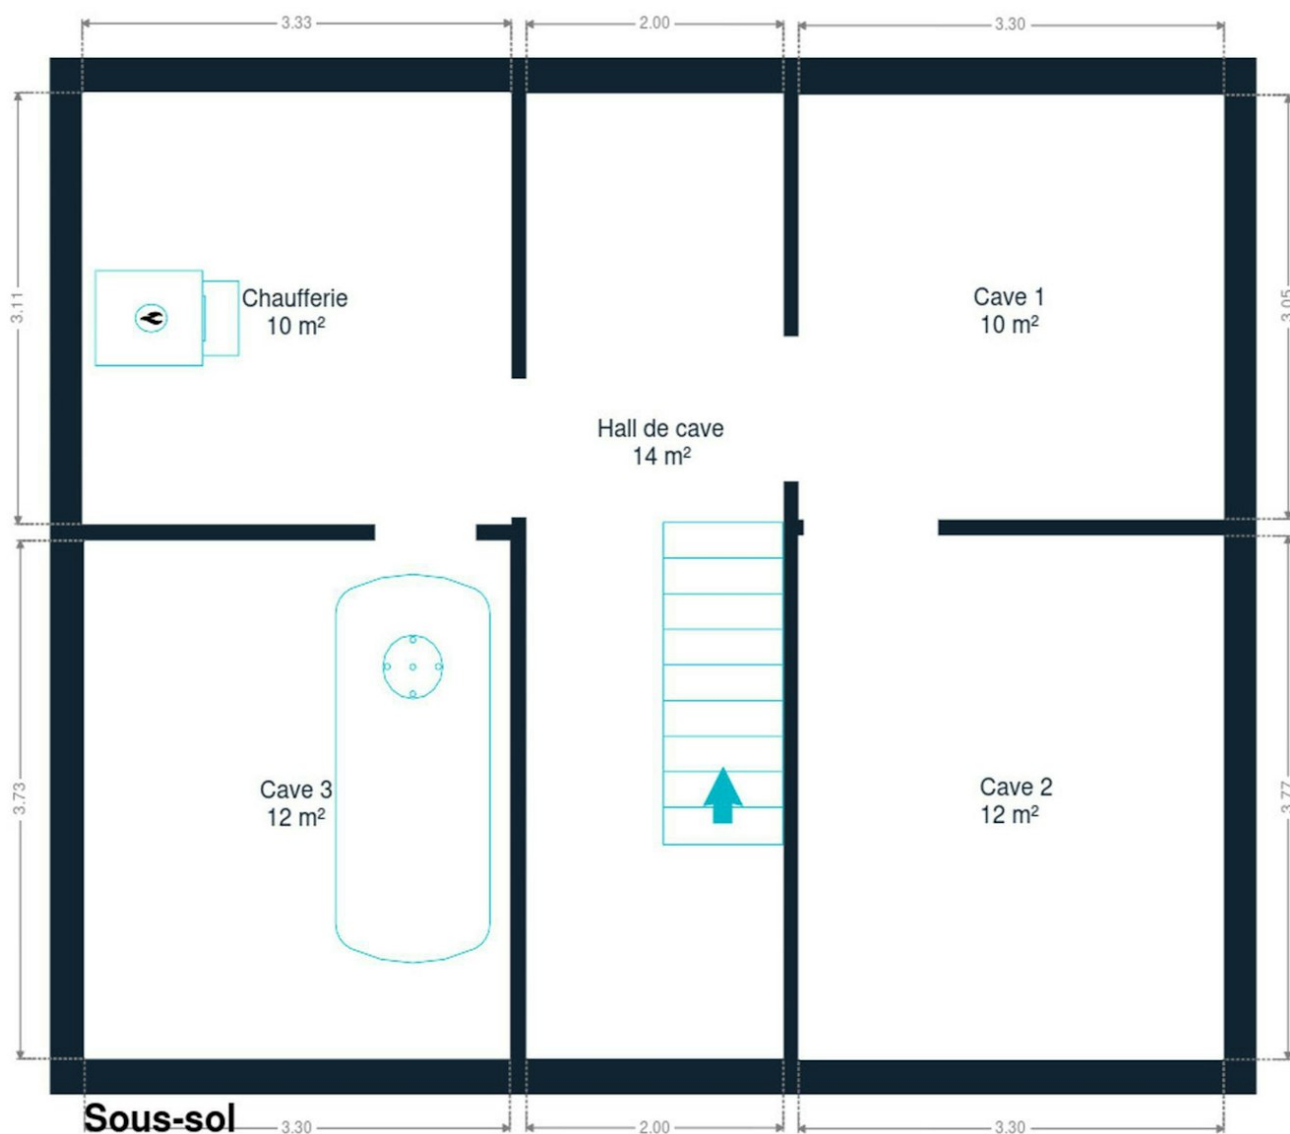 3.33
2.00
3.30
3.11
3.05
Chaufferie
10 m²
Cave 1
10 m²
Hall de cave
14 m²
3.73
3.77
Cave 3
12 m²
Cave 2
12 m²
Sous-sol
3.30
2.00
3.30